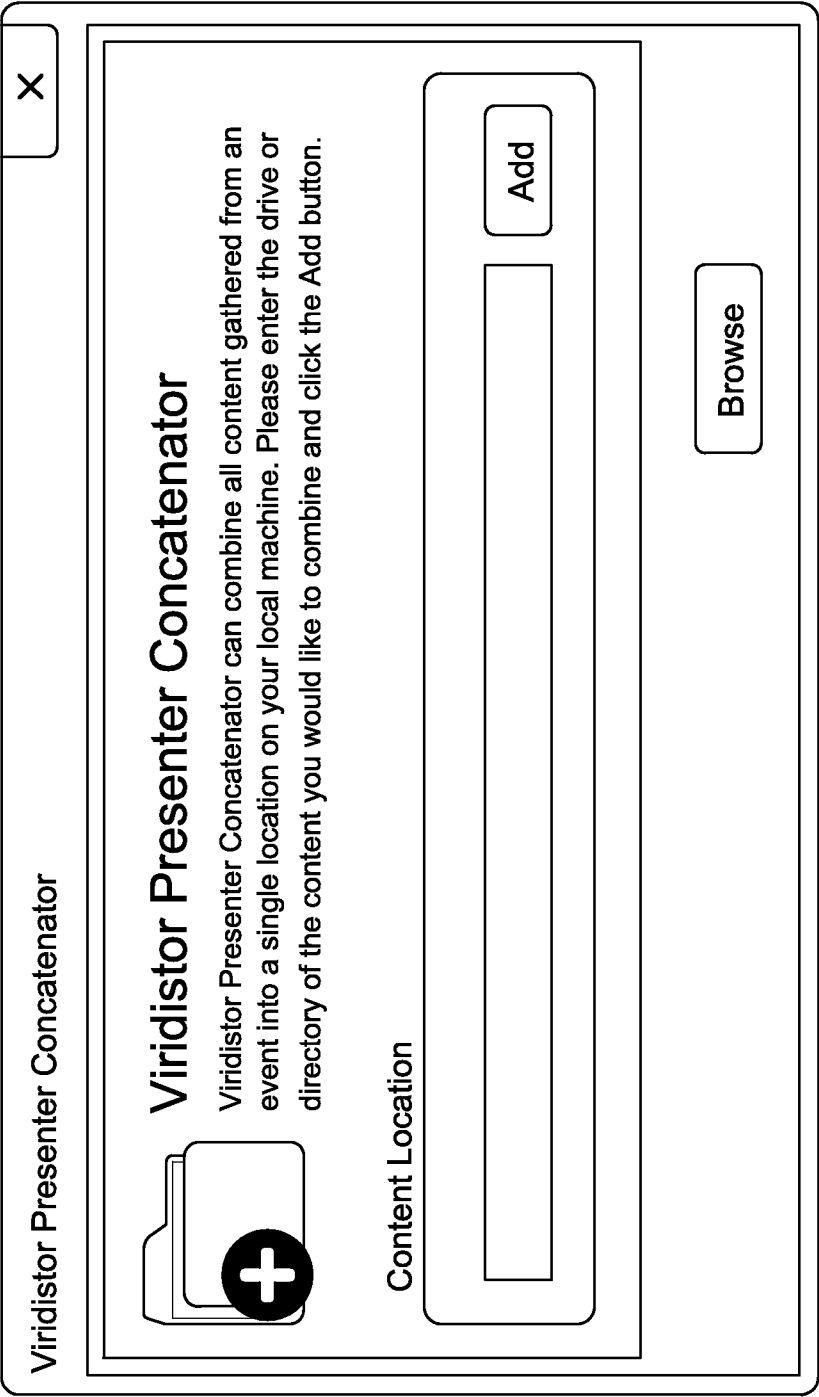 Viridistor Presenter Concatenator
X
Viridistor Presenter Concatenator
Viridistor Presenter Concatenator can combine all content gathered from an
event into a single location on your local machine. Please enter the drive or
directory of the content you would like to combine and click the Add button.
Content Location
Add
Browse